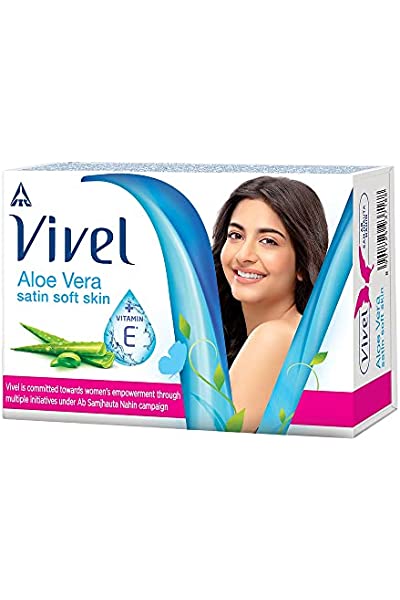 ITC
Vivel
Aloe Vera
satin soft skin
+
VITAMIN
E
Vivel is committed towards women's empowerment through
multiple initiatives under Ab Samjhauta Nahin campaign
Vivel
Aloe Vera
satin soft skin